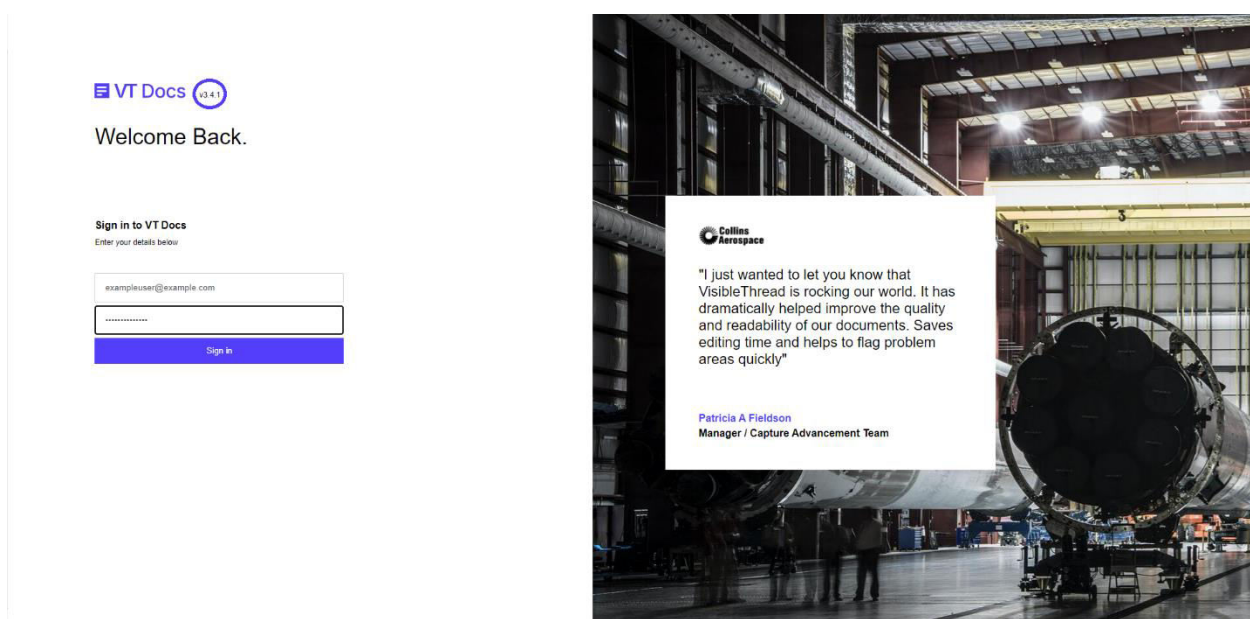 VT Docs v3.4.1
Welcome Back.
Sign in to VT Docs
Enter your details below
exampleuser@example.com
-------------
Sign in
3
Collins
Aerospace
"I just wanted to let you know that
VisibleThread is rocking our world. It has
dramatically helped improve the quality
and readability of our documents. Saves
editing time and helps to flag problem
areas quickly"
Patricia A Fieldson
Manager / Capture Advancement Team